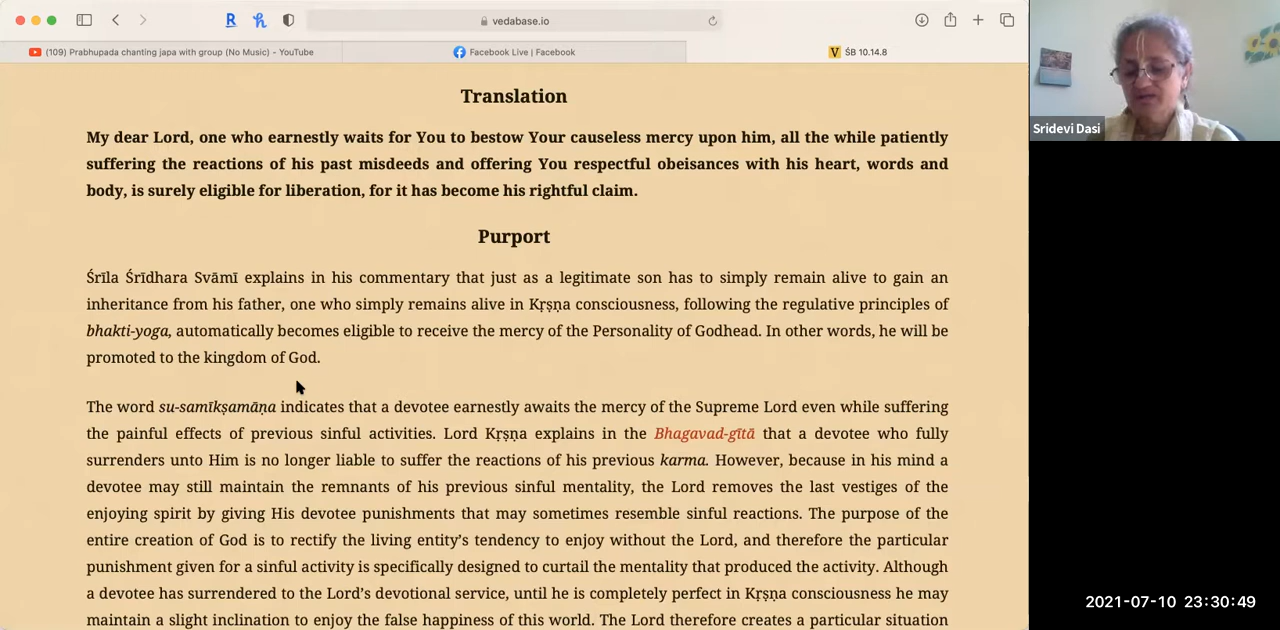 vedabase.io
(109) Prabhupada chanting japa with group (No Music) - YouTube
Facebook Live | Facebook
V ŚB 10.14.8
Translation
My dear Lord, one who earnestly waits for You to bestow Your causeless mercy upon him, all the while patiently
suffering the reactions of his past misdeeds and offering You respectful obeisances with his heart, words and
body, is surely eligible for liberation, for it has become his rightful claim.
Purport
Śrīla Śrīdhara Svāmī explains in his commentary that just as a legitimate son has to simply remain alive to gain an
inheritance from his father, one who simply remains alive in Kṛṣṇa consciousness, following the regulative principles of
bhakti-yoga, automatically becomes eligible to receive the mercy of the Personality of Godhead. In other words, he will be
promoted to the kingdom of God.
The word su-samīkṣamāṇa indicates that a devotee earnestly awaits the mercy of the Supreme Lord even while suffering
the painful effects of previous sinful activities. Lord Kṛṣṇa explains in the Bhagavad-gītā that a devotee who fully
surrenders unto Him is no longer liable to suffer the reactions of his previous karma. However, because in his mind a
devotee may still maintain the remnants of his previous sinful mentality, the Lord removes the last vestiges of the
enjoying spirit by giving His devotee punishments that may sometimes resemble sinful reactions. The purpose of the
entire creation of God is to rectify the living entity’s tendency to enjoy without the Lord, and therefore the particular
punishment given for a sinful activity is specifically designed to curtail the mentality that produced the activity. Although
a devotee has surrendered to the Lord’s devotional service, until he is completely perfect in Kṛṣṇa consciousness he may
maintain a slight inclination to enjoy the false happiness of this world. The Lord therefore creates a particular situation
Sridevi Dasi
2021-07-10 23:30:49